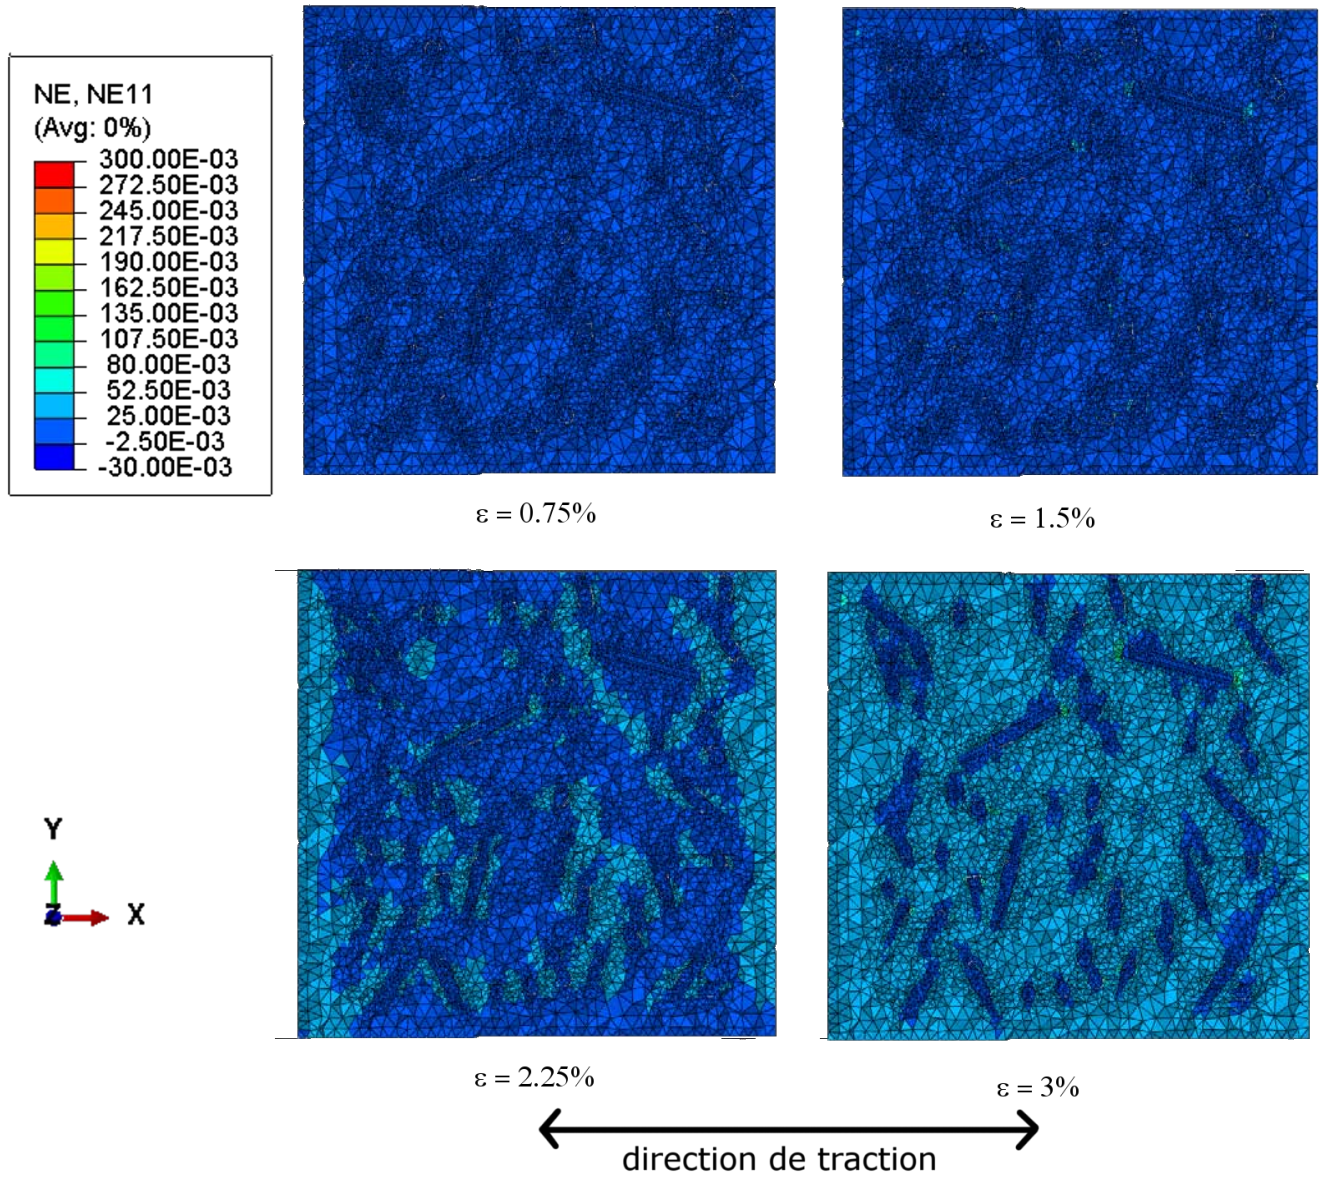 NE, NE11
(Avg: 0%)
300.00E-03
272.50E-03
245.00E-03
217.50E-03
190.00E-03
162.50E-03
135.00E-03
107.50E-03
80.00E-03
52.50E-03
25.00E-03
-2.50E-03
-30.00E-03
ε = 0.75%
ε = 1.5%
Y
Z
X
ε = 2.25%
ε = 3%
direction de traction